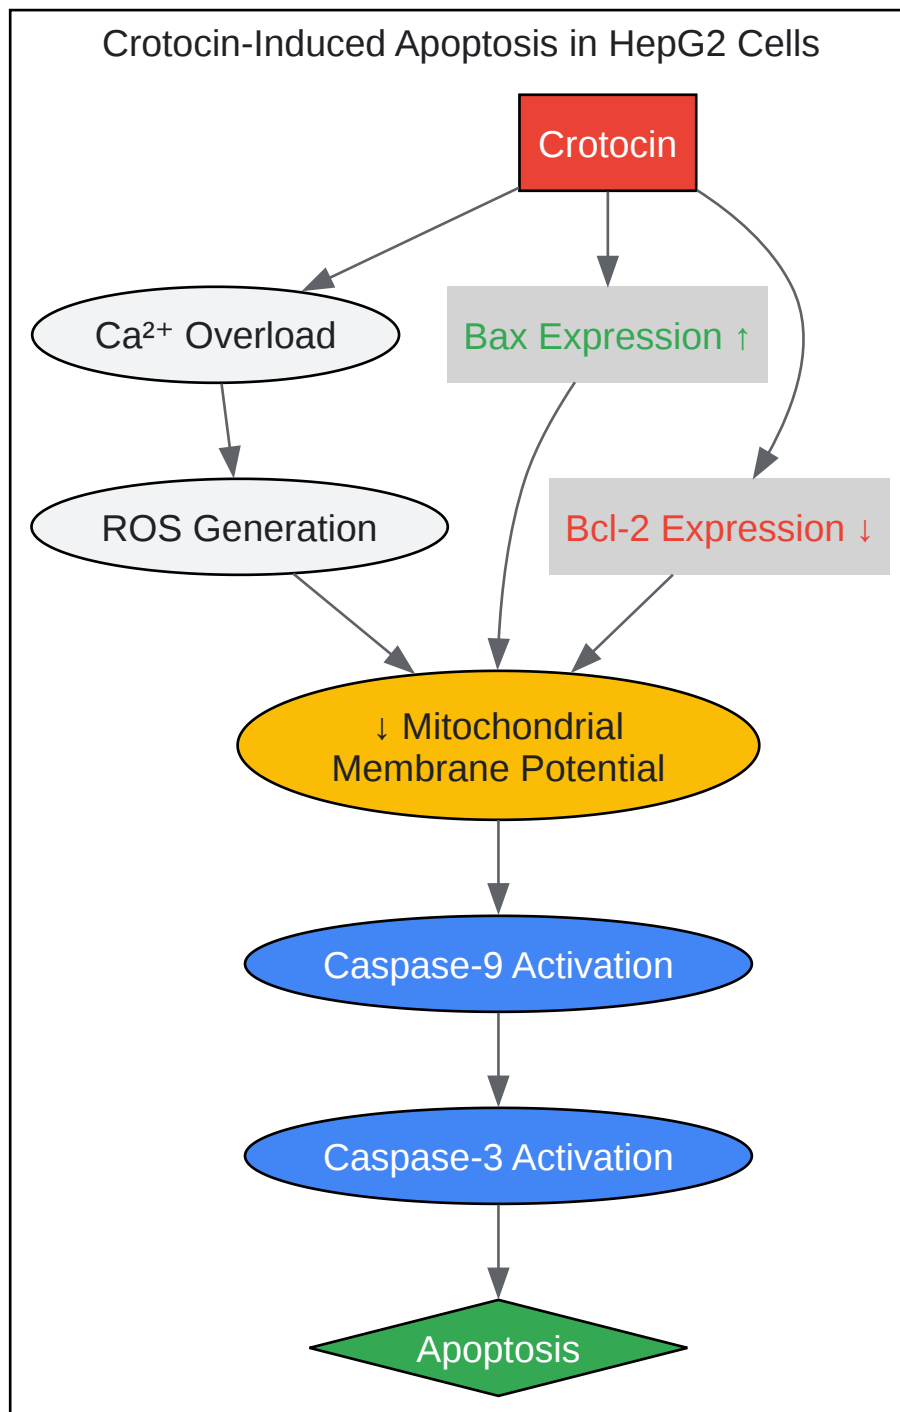 Crotocin-Induced Apoptosis in HepG2 Cells
Crotocin
Ca²⁺ Overload
Bax Expression ↑
ROS Generation
Bcl-2 Expression ↓
↓ Mitochondrial
Membrane Potential
Caspase-9 Activation
Caspase-3 Activation
Apoptosis